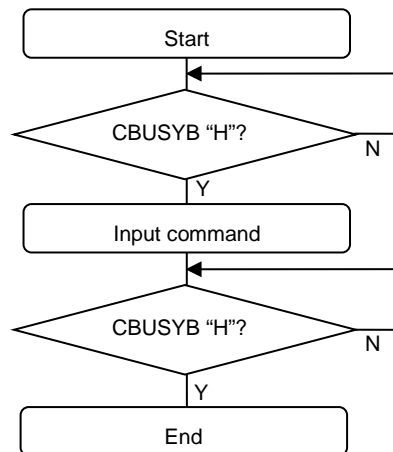 Start
CBUSYB “H”?
N
Y
Input command
CBUSYB “H”?
N
Y
End